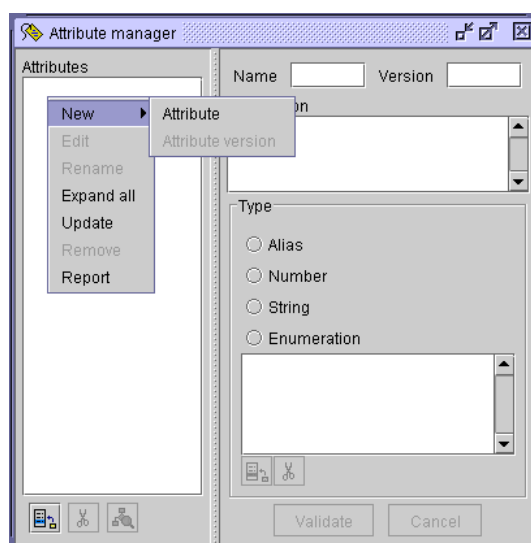 Attribute manager
Attributes
Name
Version
on
New
Attribute
Edit
Attribute version
Rename
Expand all
Update
Remove
Report
Type
Alias
Number
String
Enumeration
Validate
Cancel